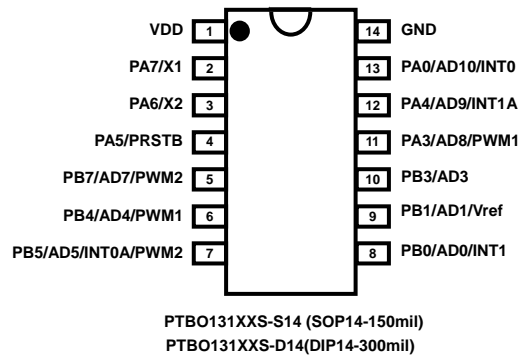 VDD 1 14 GND
PA7/X1 2 13 PA0/AD10/INT0
PA6/X2 3 12 PA4/AD9/INT1A
PA5/PRSTB 4 11 PA3/AD8/PWM1
PB7/AD7/PWM2 5 10 PB3/AD3
PB4/AD4/PWM1 6 9 PB1/AD1/Vref
PB5/AD5/INT0A/PWM2 7 8 PB0/AD0/INT1
PTBO131XXS-S14 (SOP14-150mil)
PTBO131XXS-D14(DIP14-300mil)